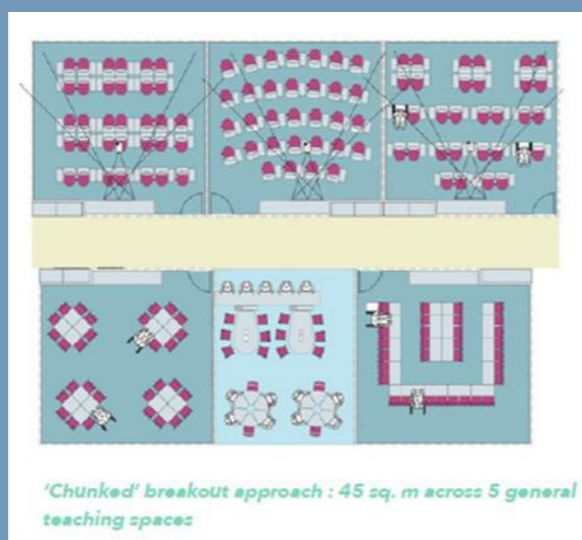 ‘Chunked’ breakout approach : 45 sq. m across 5 general
teaching spaces